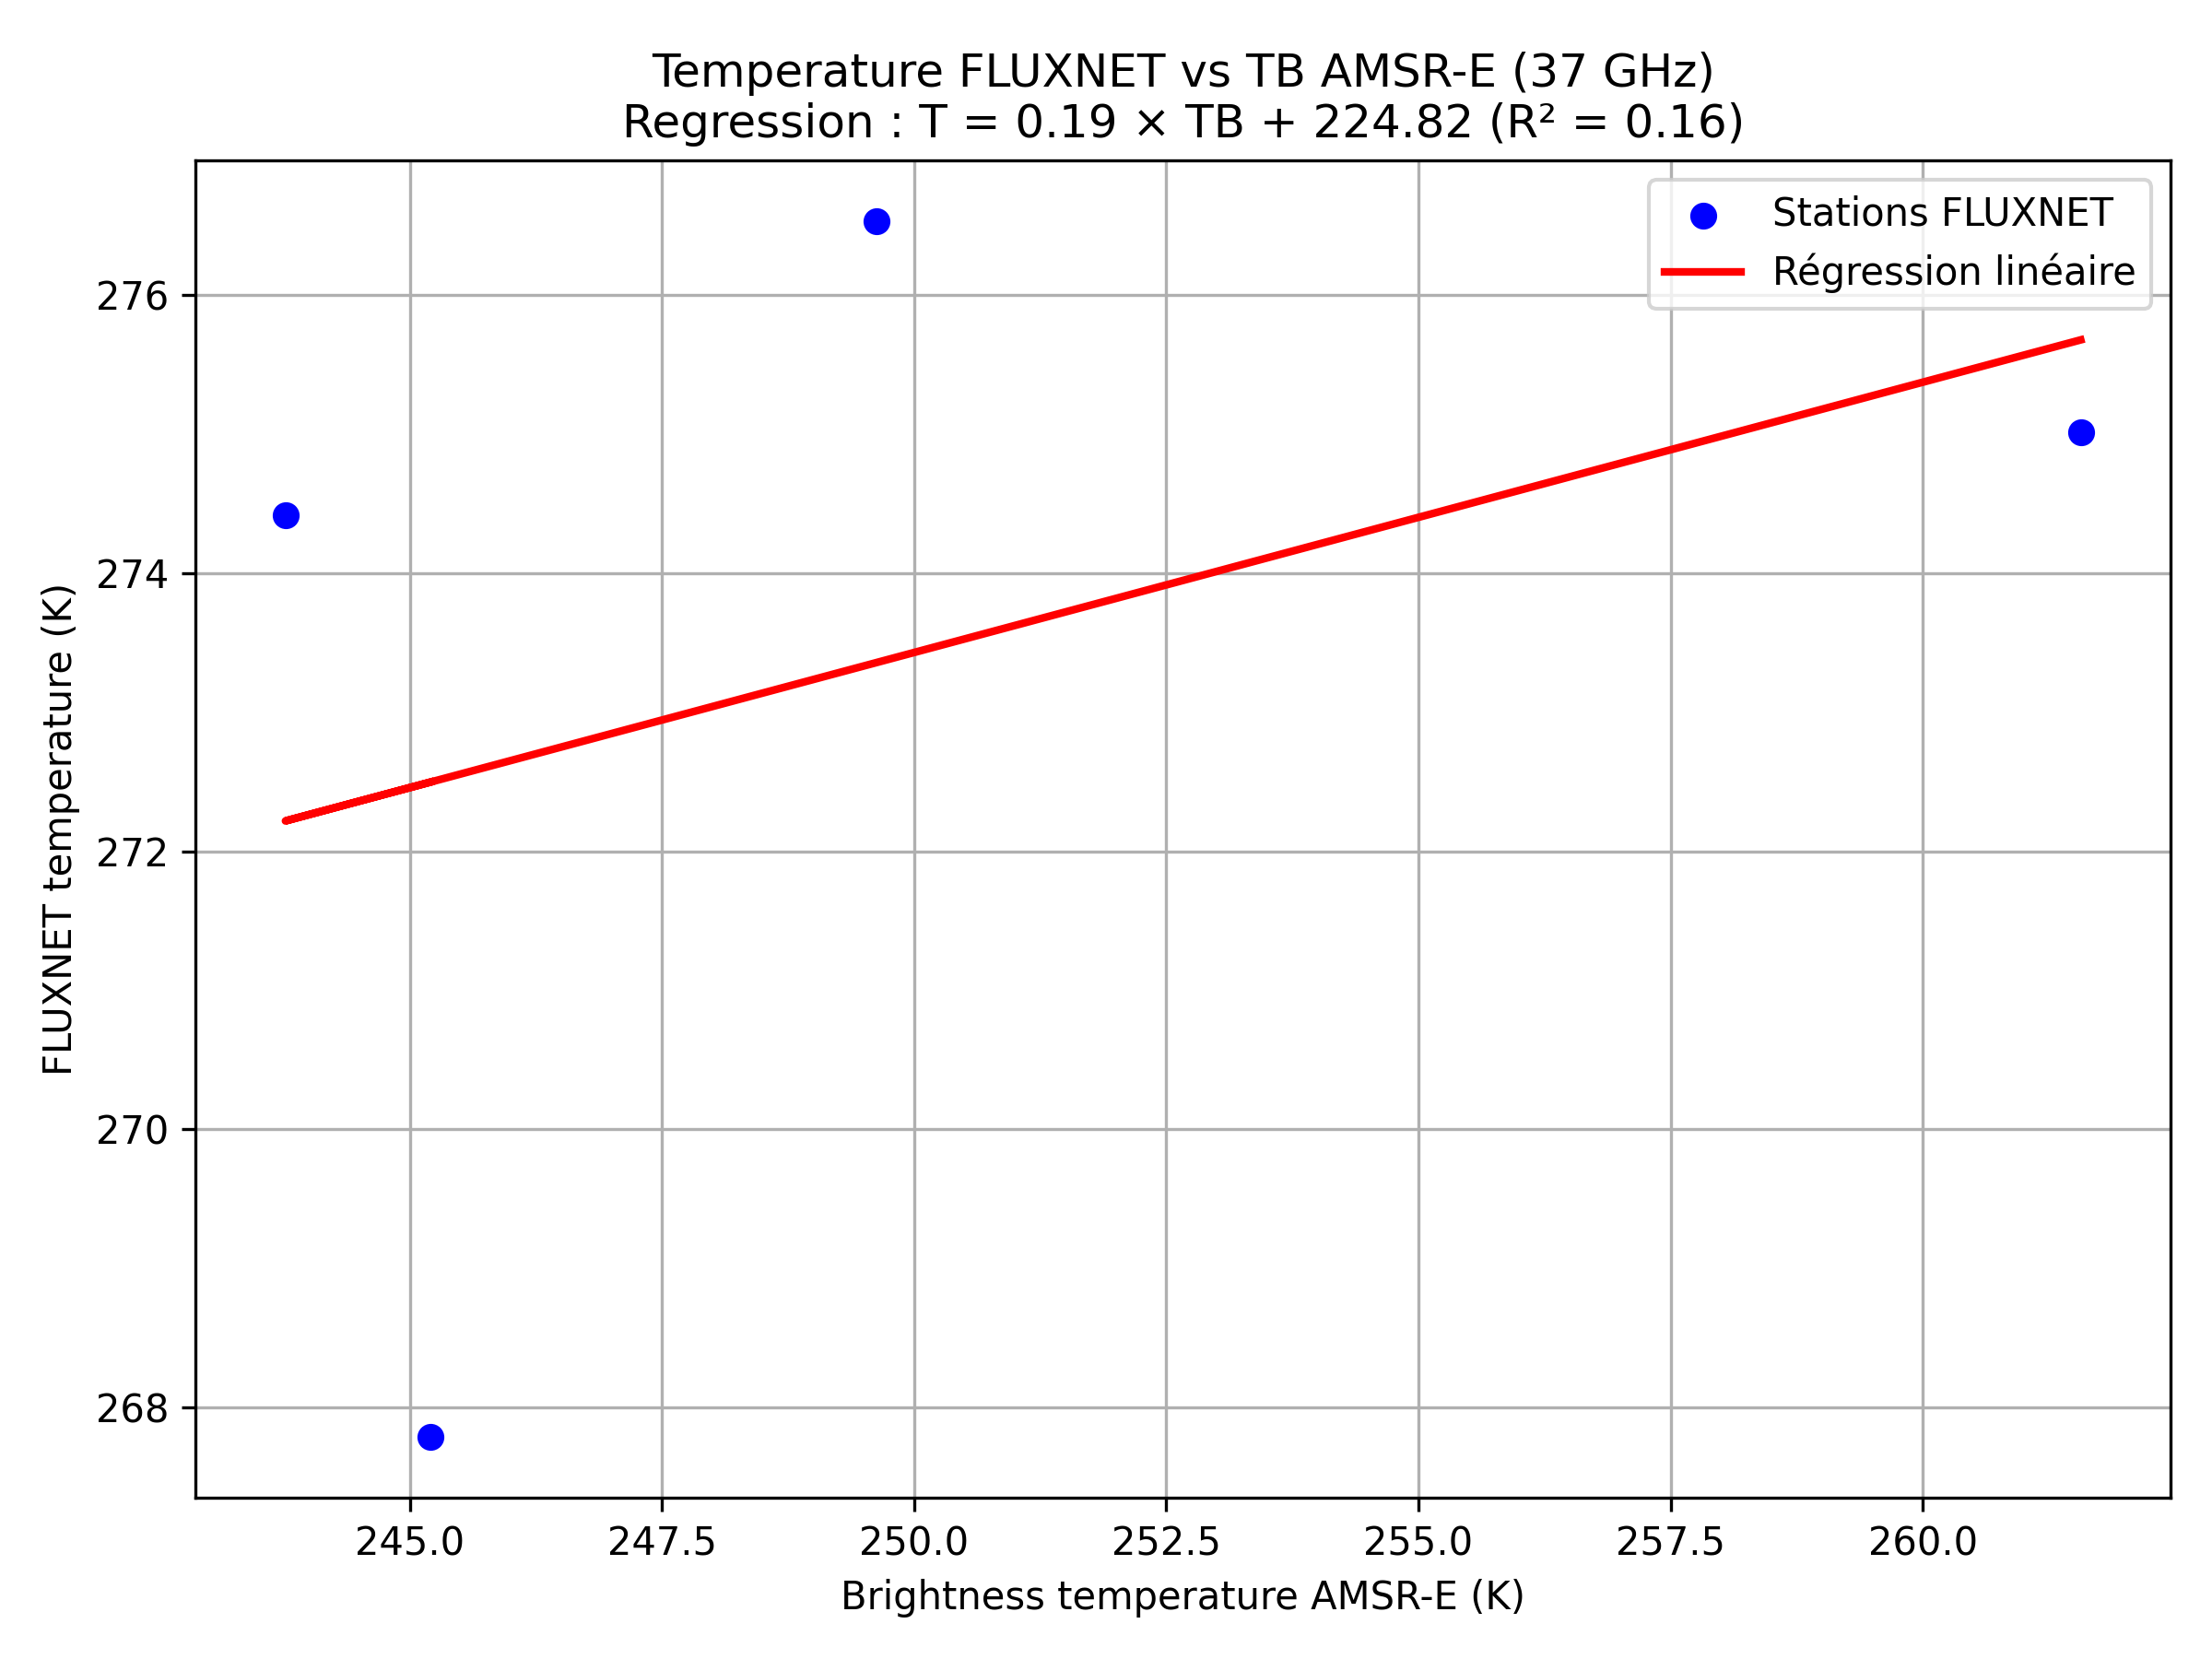 Temperature FLUXNET vs TB AMSR-E (37 GHz)
Regression : T = 0.19 × TB + 224.82 (R² = 0.16)
Stations FLUXNET
Régression linéaire
FLUXNET temperature (K)
276
274
272
270
268
245.0 247.5 250.0 252.5 255.0 257.5 260.0
Brightness temperature AMSR-E (K)